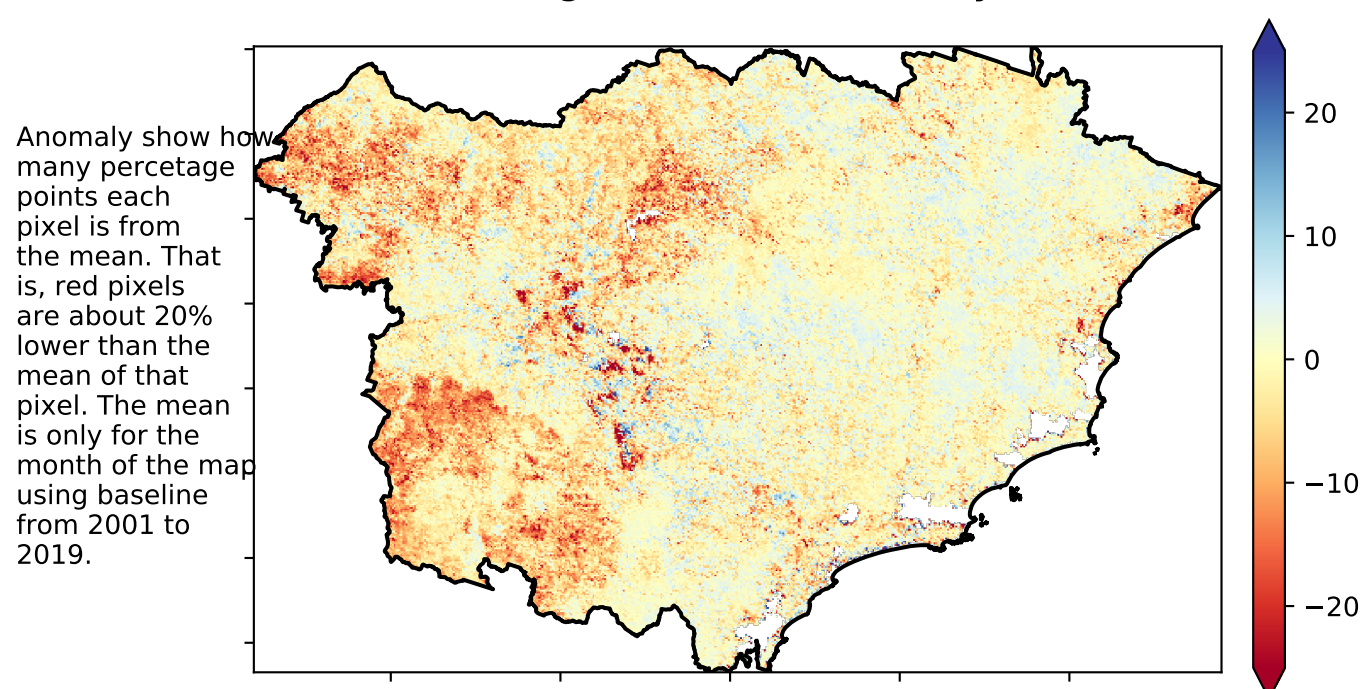 Anomaly show how
many percetage
points each
pixel is from
the mean. That
is, red pixels
are about 20%
lower than the
mean of that
pixel. The mean
is only for the
month of the map
using baseline
from 2001 to
2019.
20
10
0
−10
−20